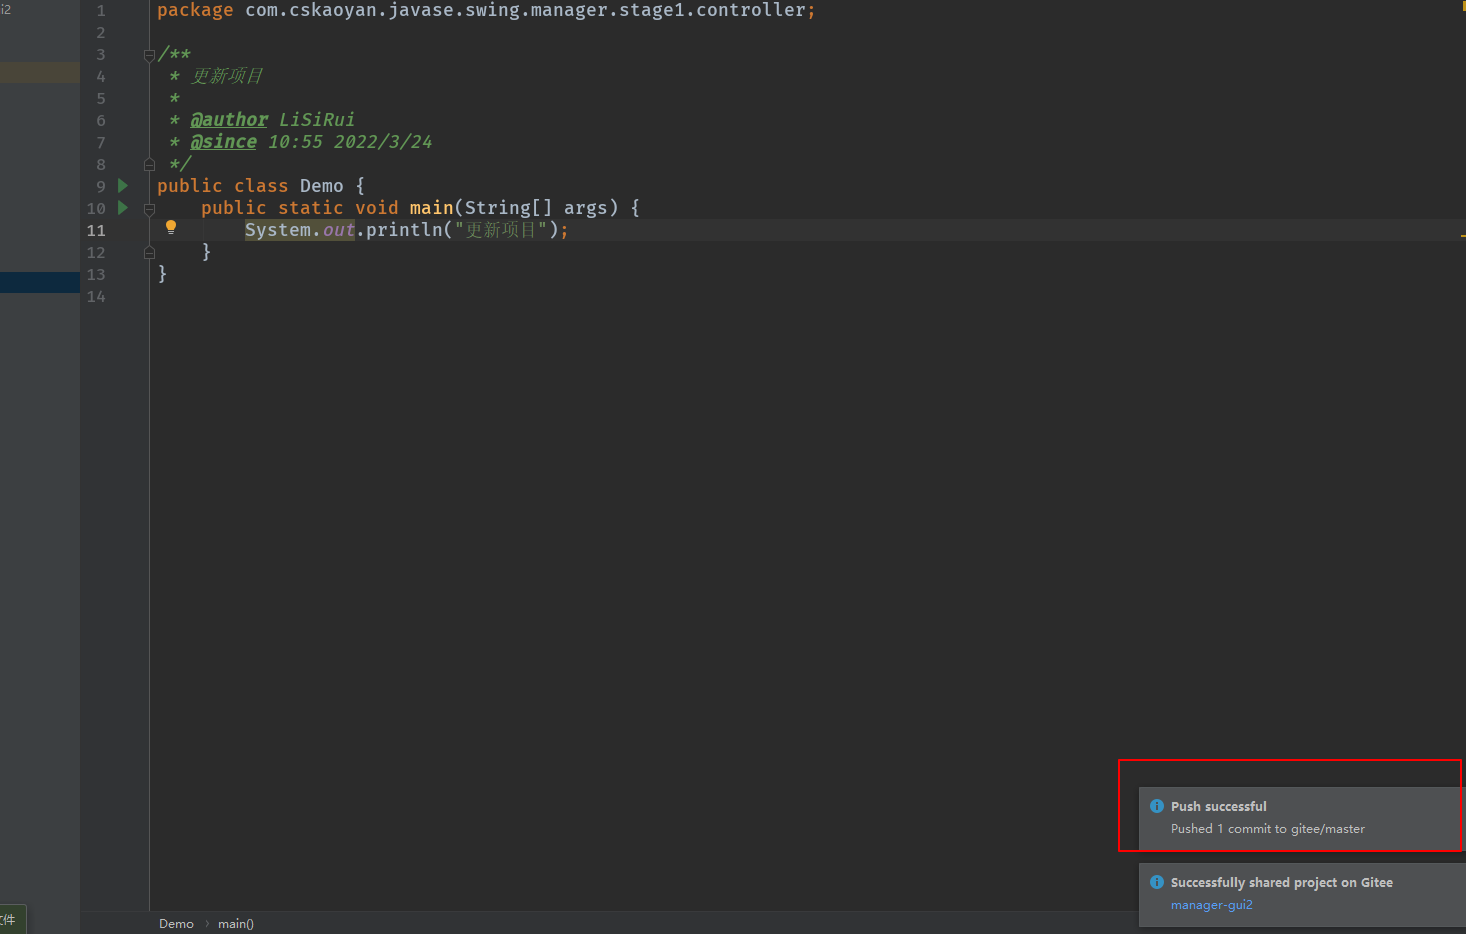 i2
1 package com.cskaoyan.javase.swing.manager.stage1.controller;
2
3 /**
4 * 更新项目
5 *
6 * @author LiSiRui
7 * @since 10:55 2022/3/24
8 */
9 public class Demo {
10 public static void main(String[] args) {
11 System.out.println("更新项目");
12 }
13 }
14
Push successful
Pushed 1 commit to gitee/master
Successfully shared project on Gitee
manager-gui2
件
Demo › main()